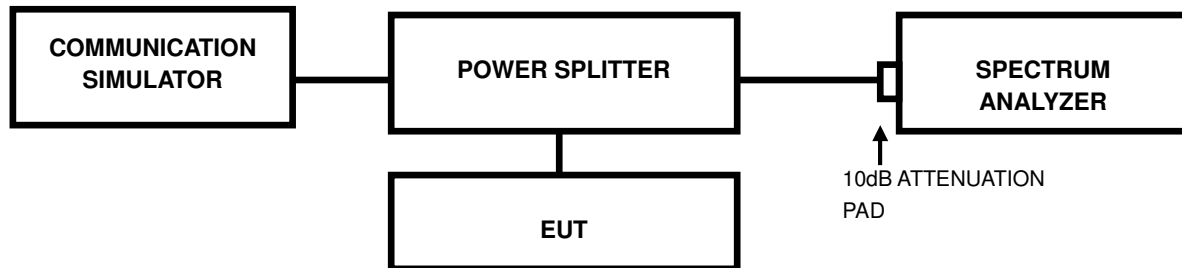 COMMUNICATION
SIMULATOR
POWER SPLITTER
SPECTRUM
ANALYZER
10dB ATTENUATION
PAD
EUT